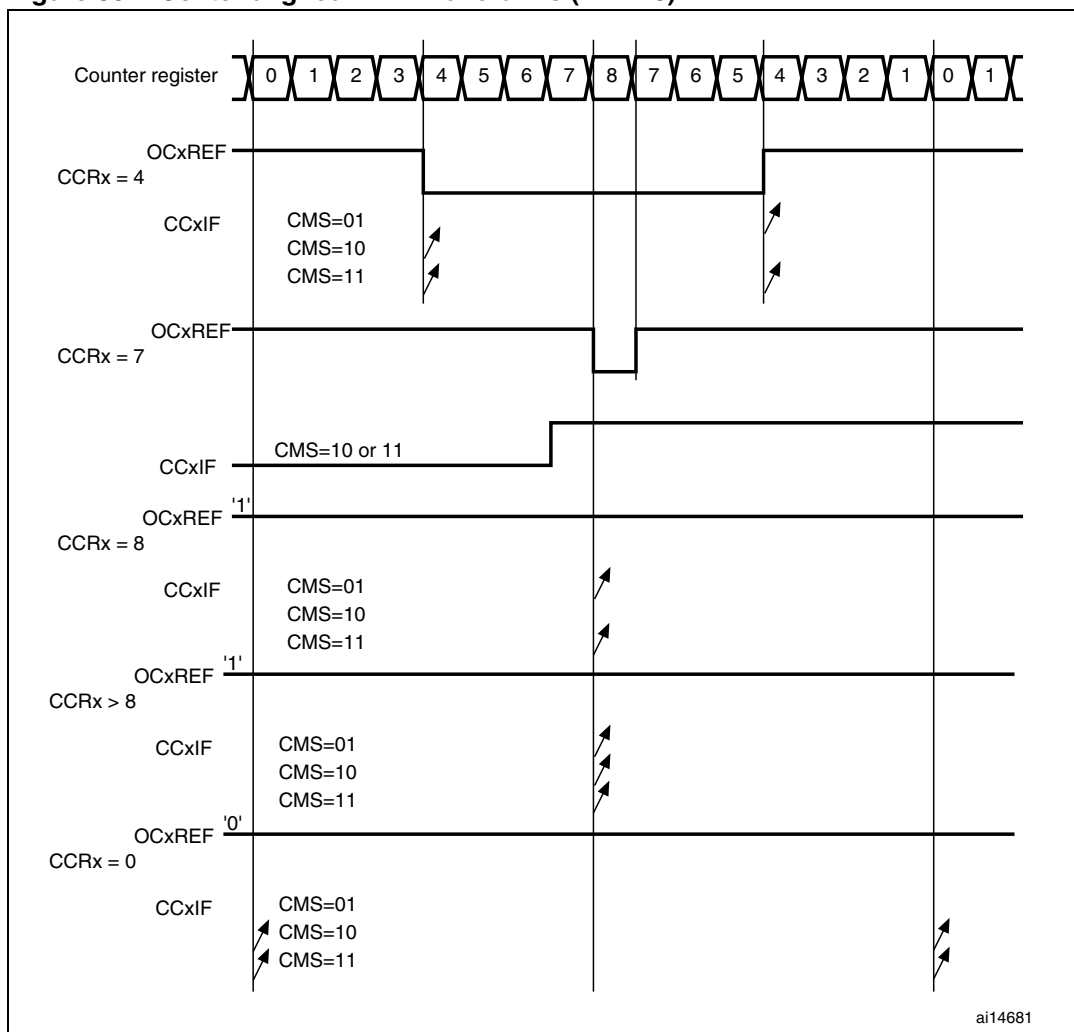 Counter register 0 1 2 3 4 5 6 7 8 7 6 5 4 3 2 1 0 1
OCxREF
CCRx = 4
CCxIF CMS=01
CMS=10
CMS=11
OCxREF
CCRx = 7
CMS=10 or 11
CCxIF
'1'
OCxREF
CCRx = 8
CCxIF CMS=01
CMS=10
CMS=11
'1'
OCxREF
CCRx > 8
CCxIF CMS=01
CMS=10
CMS=11
'0'
OCxREF
CCRx = 0
CCxIF CMS=01
CMS=10
CMS=11
ai14681